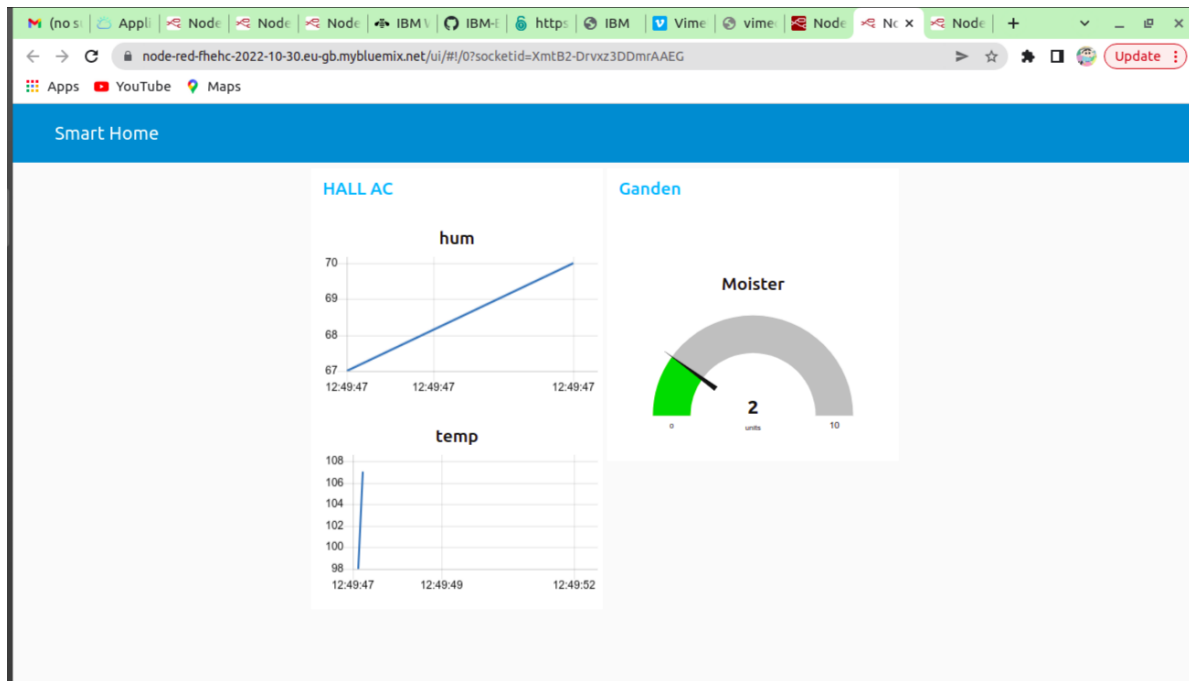 (no s Appli Node Node Node IBM W IBM-E https IBM Vime vimeo Node Nc Node
node-red-fhehc-2022-10-30.eu-gb.mybluemix.net/ui/#!/0?socketid=XmtB2-Drvxz3DDmrAAEG Update
Apps YouTube Maps
Smart Home
HALL AC
hum
70
69
68
67
12:49:47 12:49:47 12:49:47
temp
108
106
104
102
100
98
12:49:47 12:49:49 12:49:52
Ganden
Moister
2
0 units 10